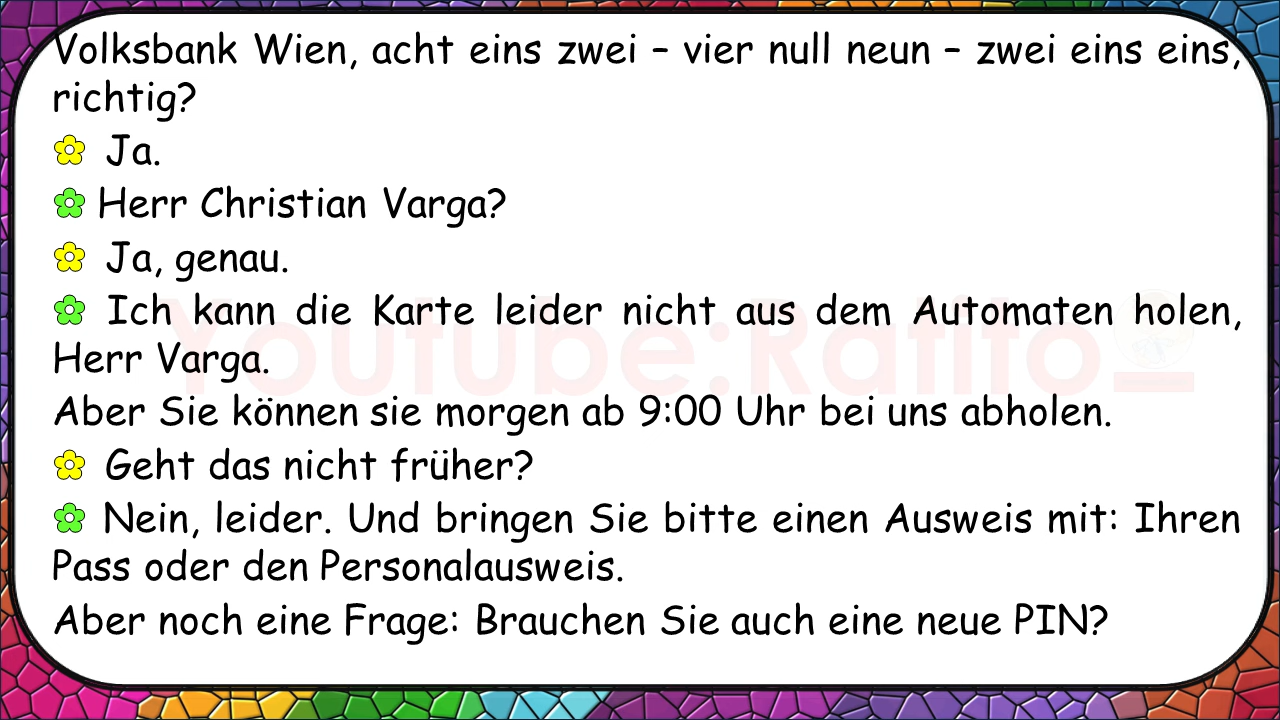 Volksbank Wien, acht eins zwei – vier null neun – zwei eins eins,
richtig?
Ja.
Herr Christian Varga?
Ja, genau.
Ich kann die Karte leider nicht aus dem Automaten holen,
Herr Varga.
Aber Sie können sie morgen ab 9:00 Uhr bei uns abholen.
Geht das nicht früher?
Nein, leider. Und bringen Sie bitte einen Ausweis mit: Ihren
Pass oder den Personalausweis.
Aber noch eine Frage: Brauchen Sie auch eine neue PIN?